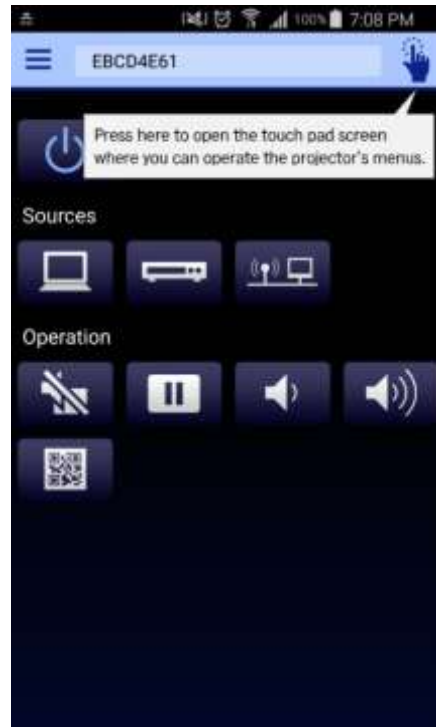 100% 7:08 PM
EBCD4E61
Press here to open the touch pad screen
where you can operate the projector's menus.
Sources
Operation